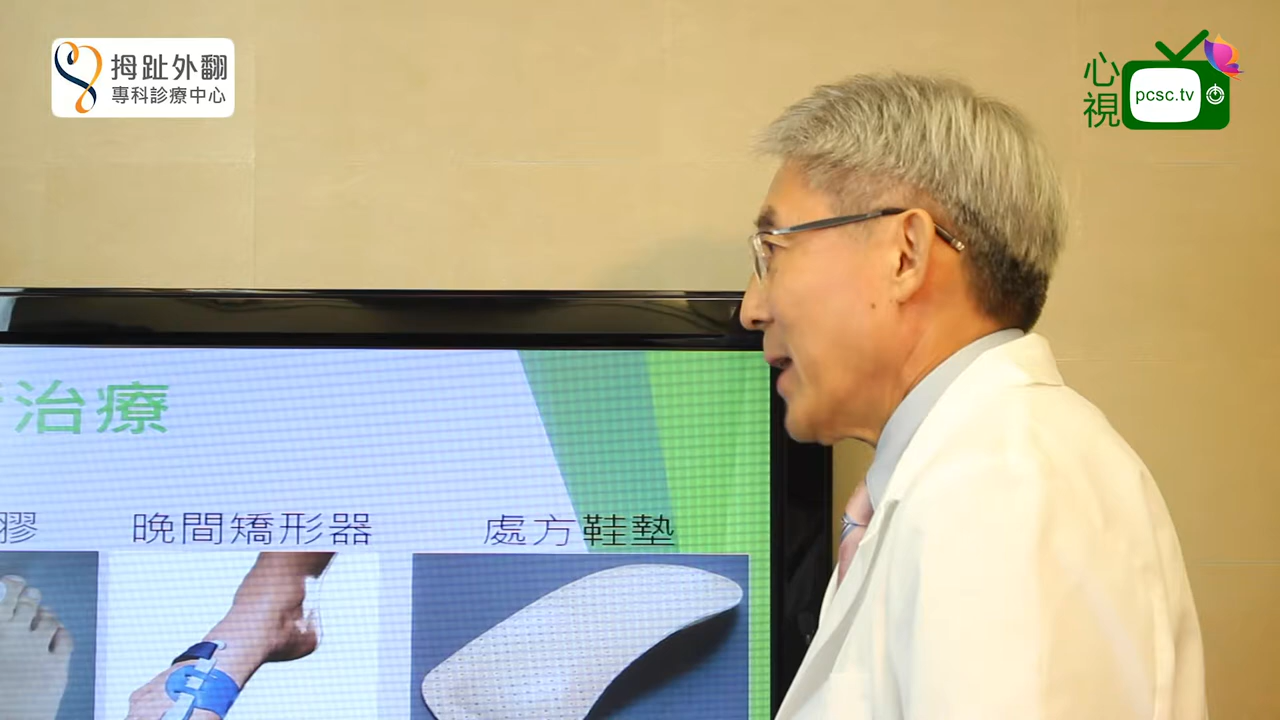 拇趾外翻
專科診療中心
心視
pcsc.tv
治療
膠
晚間矯形器
處方鞋墊